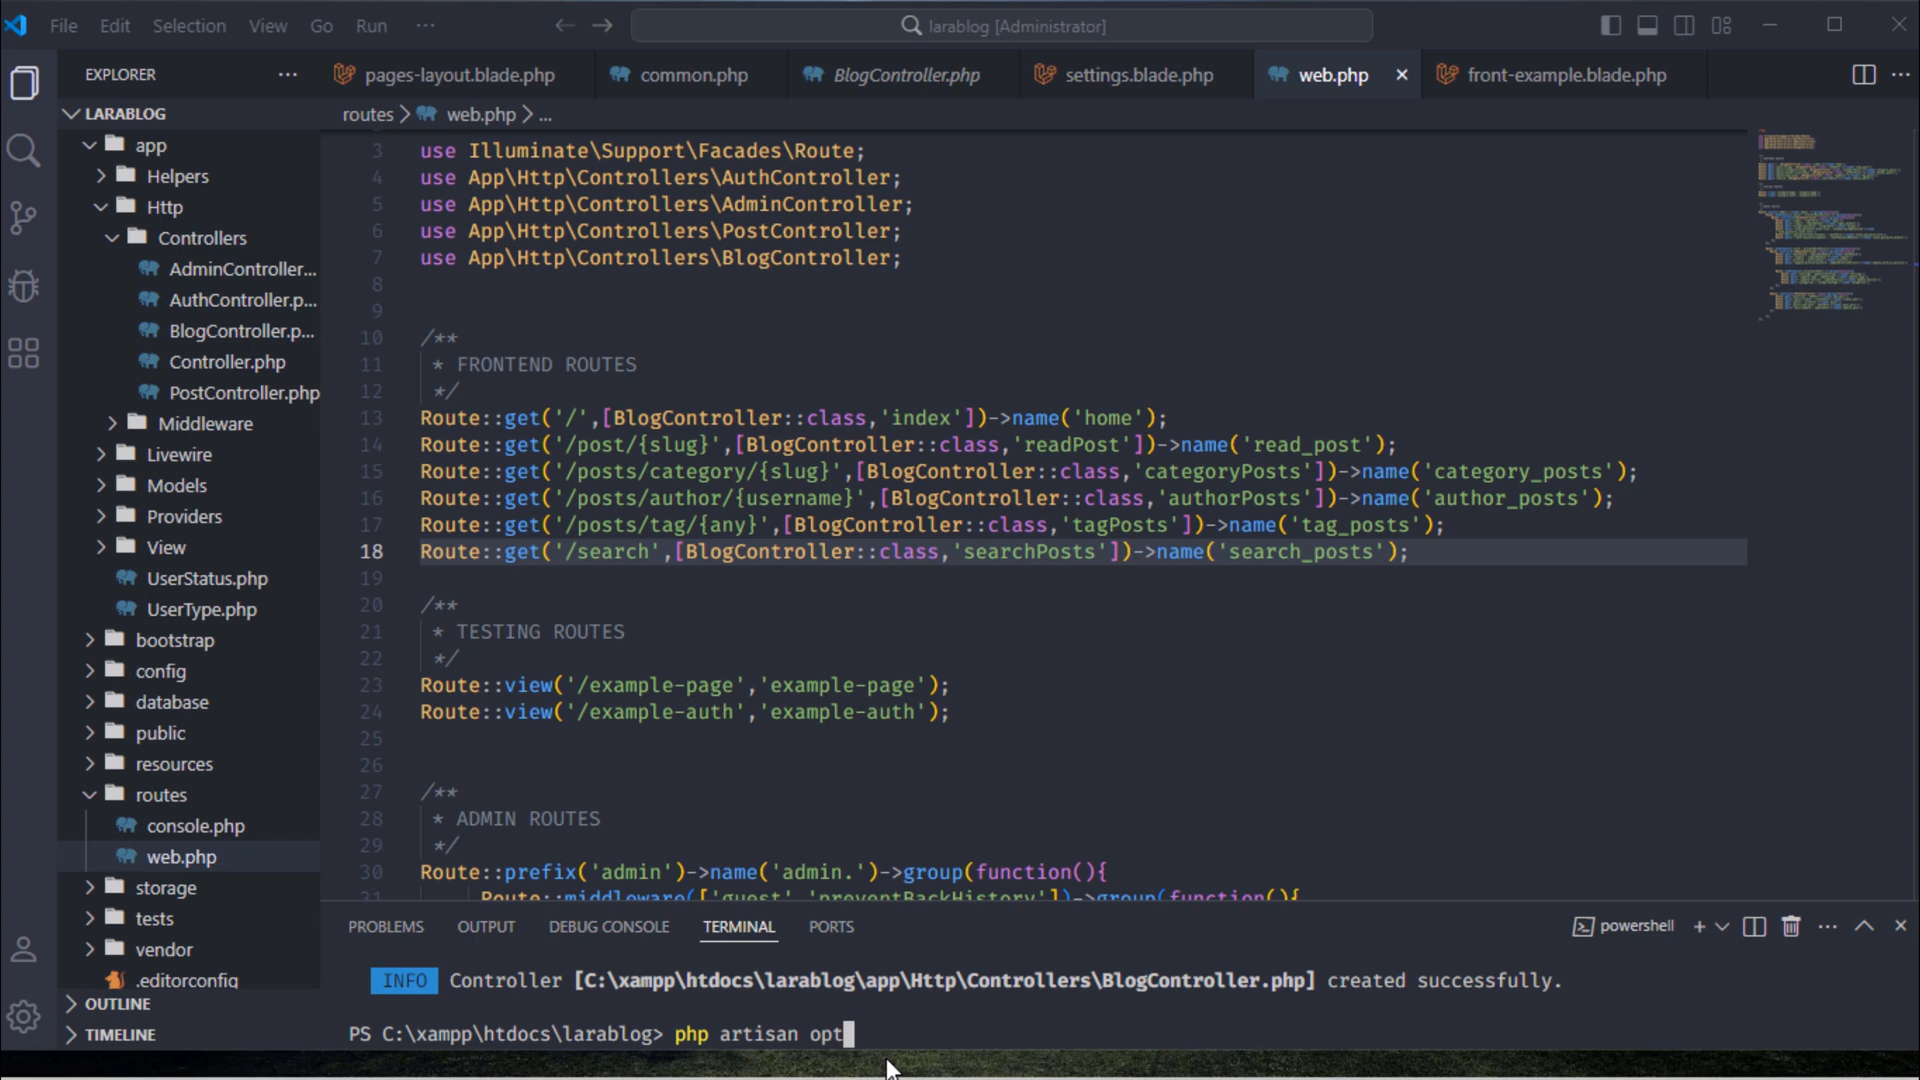 File Edit Selection View Go Run ···
larablog [Administrator]
EXPLORER ···
pages-layout.blade.php common.php BlogController.php settings.blade.php web.php front-example.blade.php
LARABLOG
routes > web.php > ...
app
Helpers
Http
Controllers
AdminController...
AuthController.p...
BlogController.p...
Controller.php
PostController.php
Middleware
Livewire
Models
Providers
View
UserStatus.php
UserType.php
bootstrap
config
database
public
resources
routes
console.php
web.php
storage
tests
vendor
.editorconfig
OUTLINE
TIMELINE
3 use Illuminate\Support\Facades\Route;
4 use App\Http\Controllers\AuthController;
5 use App\Http\Controllers\AdminController;
6 use App\Http\Controllers\PostController;
7 use App\Http\Controllers\BlogController;
8
9
10 /**
11 * FRONTEND ROUTES
12 */
13 Route::get('/',[BlogController::class,'index'])->name('home');
14 Route::get('/post/{slug}',[BlogController::class,'readPost'])->name('read_post');
15 Route::get('/posts/category/{slug}',[BlogController::class,'categoryPosts'])->name('category_posts');
16 Route::get('/posts/author/{username}',[BlogController::class,'authorPosts'])->name('author_posts');
17 Route::get('/posts/tag/{any}',[BlogController::class,'tagPosts'])->name('tag_posts');
18 Route::get('/search',[BlogController::class,'searchPosts'])->name('search_posts');
19
20 /**
21 * TESTING ROUTES
22 */
23 Route::view('/example-page','example-page');
24 Route::view('/example-auth','example-auth');
25
26
27 /**
28 * ADMIN ROUTES
29 */
30 Route::prefix('admin')->name('admin.')->group(function(){
31 Route::middleware(['guest','preventBackHistory'])->group(function(){
PROBLEMS OUTPUT DEBUG CONSOLE TERMINAL PORTS
powershell
INFO Controller [C:\xampp\htdocs\larablog\app\Http\Controllers\BlogController.php] created successfully.
PS C:\xampp\htdocs\larablog> php artisan opt